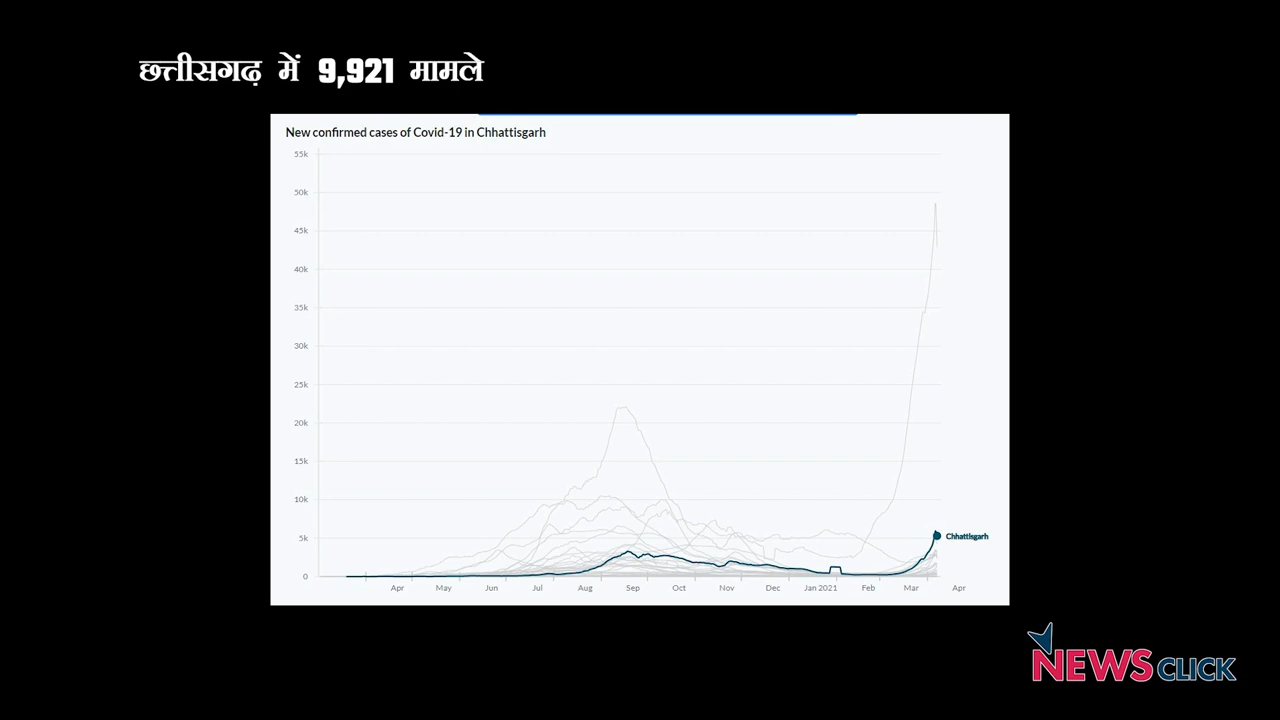 छत्तीसगढ़ में 9,921 मामले
New confirmed cases of Covid-19 in Chhattisgarh
55k
50k
45k
40k
35k
30k
25k
20k
15k
10k
5k
Chhattisgarh
0
Apr May Jun Jul Aug Sep Oct Nov Dec Jan 2021 Feb Mar Apr
NEWSCLICK